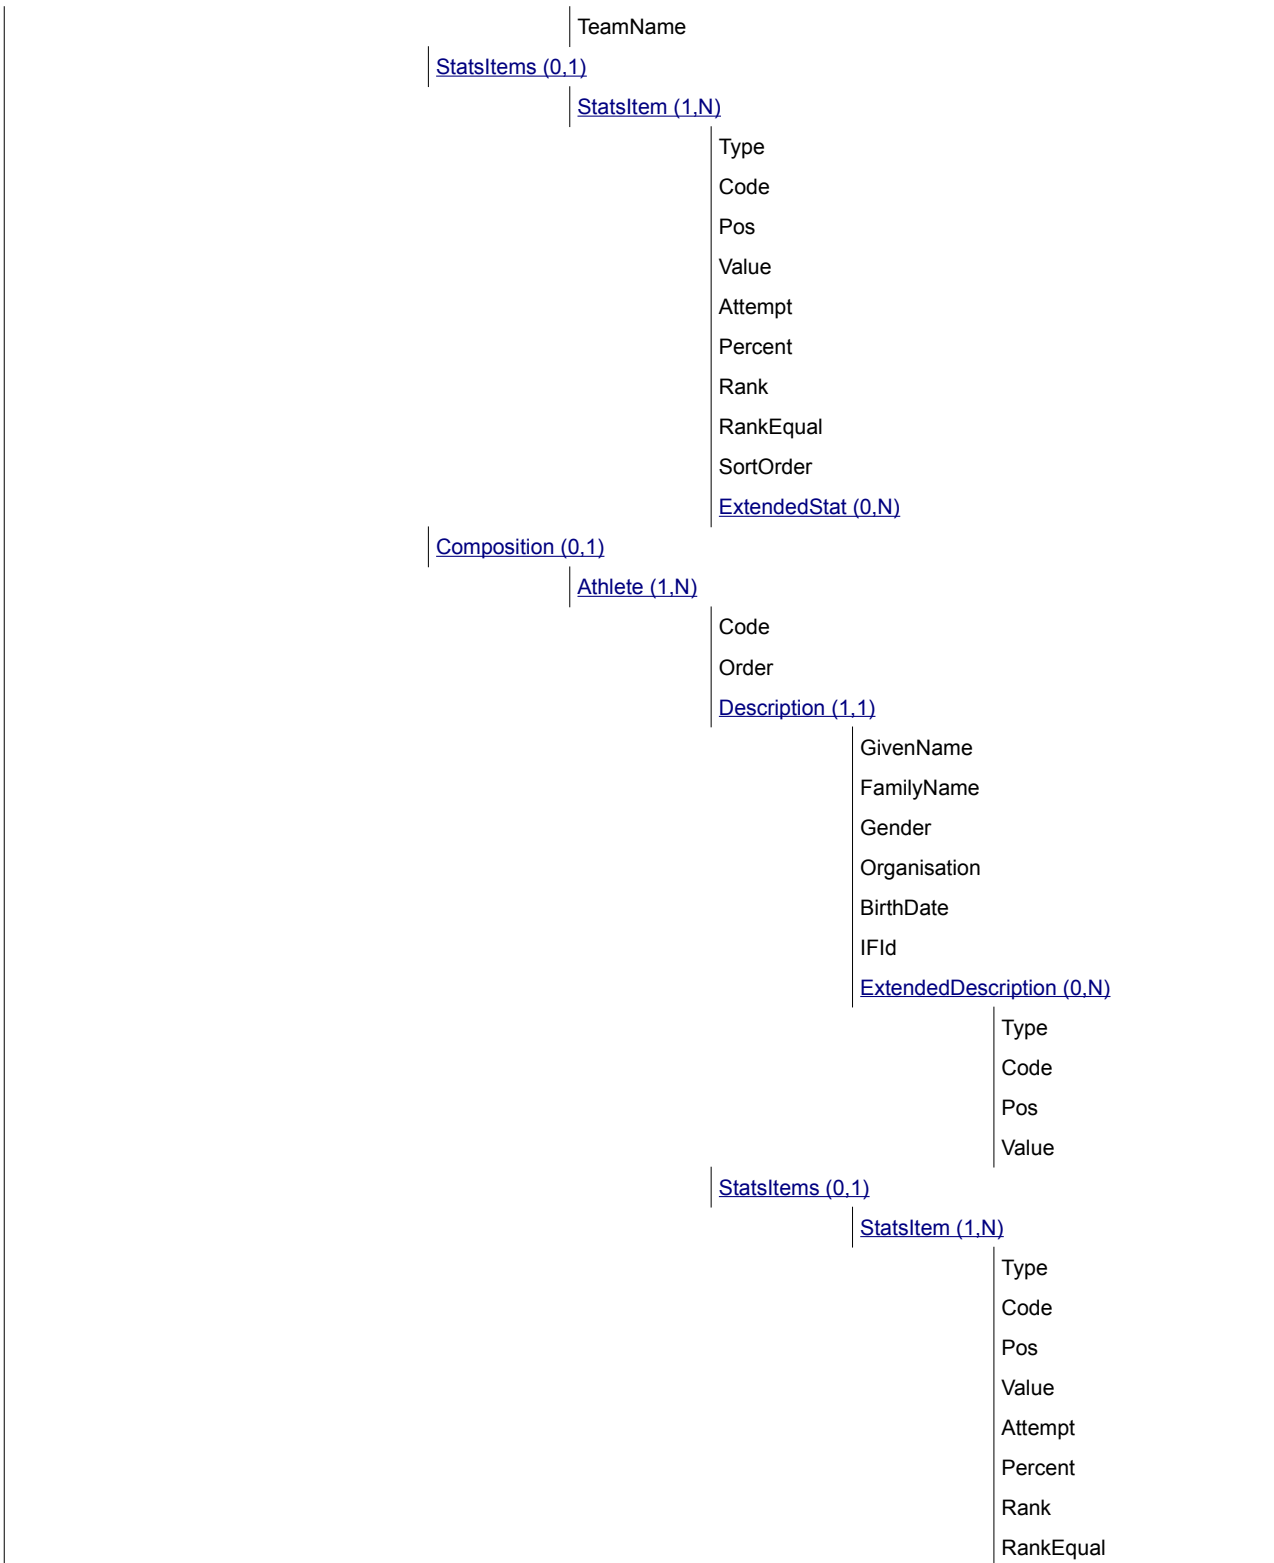 TeamName
StatsItems (0,1)
StatsItem (1,N)
Type
Code
Pos
Value
Attempt
Percent
Rank
RankEqual
SortOrder
ExtendedStat (0,N)
Composition (0,1)
Athlete (1,N)
Code
Order
Description (1,1)
GivenName
FamilyName
Gender
Organisation
BirthDate
IFId
ExtendedDescription (0,N)
Type
Code
Pos
Value
StatsItems (0,1)
StatsItem (1,N)
Type
Code
Pos
Value
Attempt
Percent
Rank
RankEqual